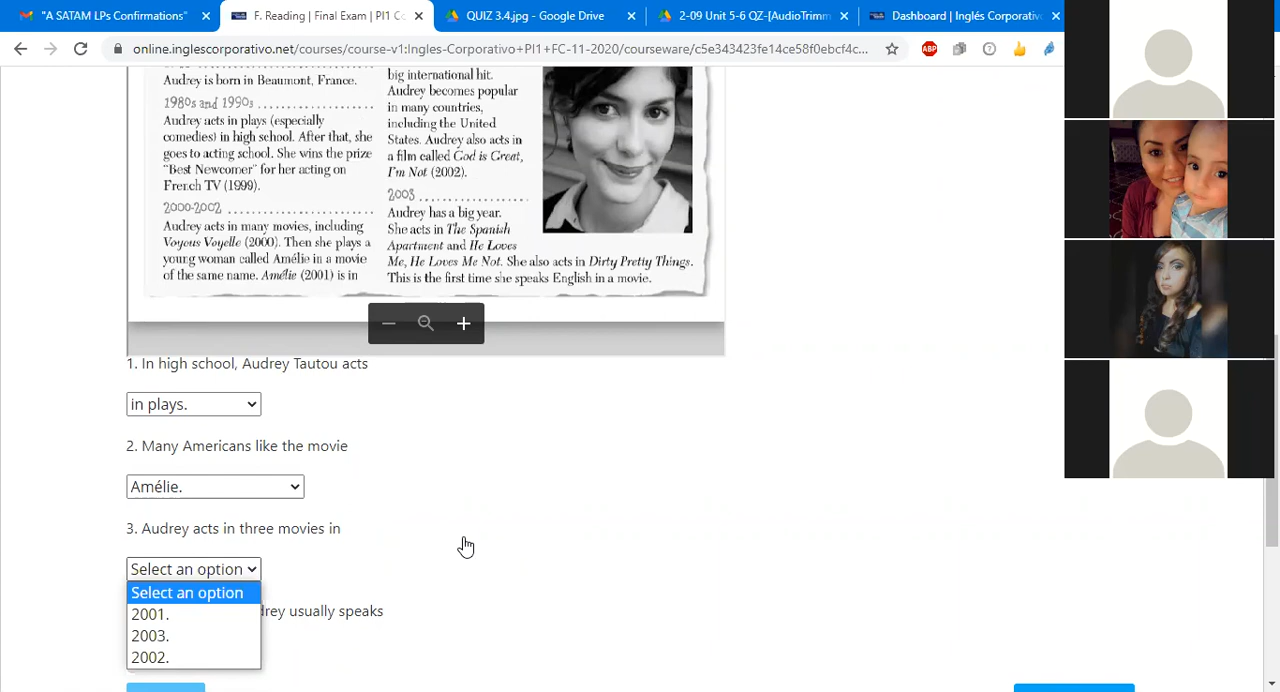 "A SATAM LPs Confirmations"
F. Reading | Final Exam | PI1 Co
QUIZ 3.4.jpg - Google Drive
2-09 Unit 5-6 QZ-[AudioTrimm
Dashboard | Inglés Corporativo
online.inglescorporativo.net/courses/course-v1:Ingles-Corporativo+PI1+FC-11-2020/courseware/c5e343423fe14ce58f0ebcf4c...
ABP
Audrey is born in Beaumont, France.
1980s and 1990s
Audrey acts in plays (especially
comedies) in high school. After that, she
goes to acting school. She wins the prize
"Best Newcomer" for her acting on
French TV (1999).
2000-2002
Audrey acts in many movies, including
Voyous Voyelle (2000). Then she plays a
young woman called Amélie in a movie
of the same name. Amélie (2001) is in
big international hit.
Audrey becomes popular
in many countries,
including the United
States. Audrey also acts in
a film called God is Great,
I'm Not (2002).
2003
Audrey has a big year.
She acts in The Spanish
Apartment and He Loves
Me, He Loves Me Not. She also acts in Dirty Pretty Things.
This is the first time she speaks English in a movie.
1. In high school, Audrey Tautou acts
in plays.
2. Many Americans like the movie
Amélie.
3. Audrey acts in three movies in
Select an option
Select an option
2001.
2003.
2002.
drey usually speaks